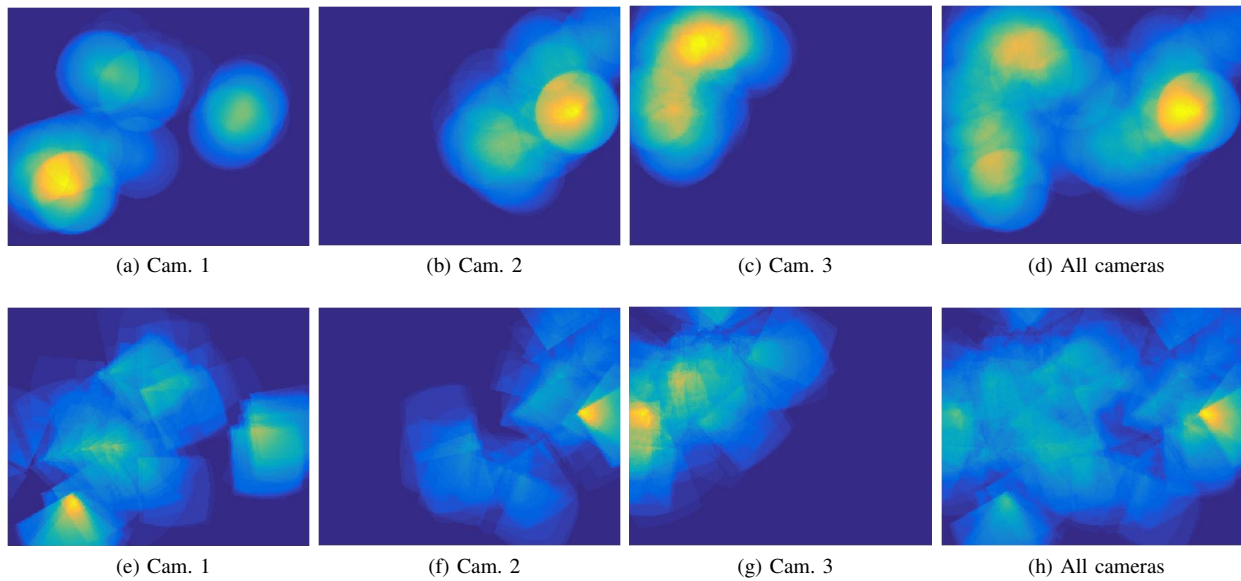 (a) Cam. 1
(b) Cam. 2
(c) Cam. 3
(d) All cameras
(e) Cam. 1
(f) Cam. 2
(g) Cam. 3
(h) All cameras